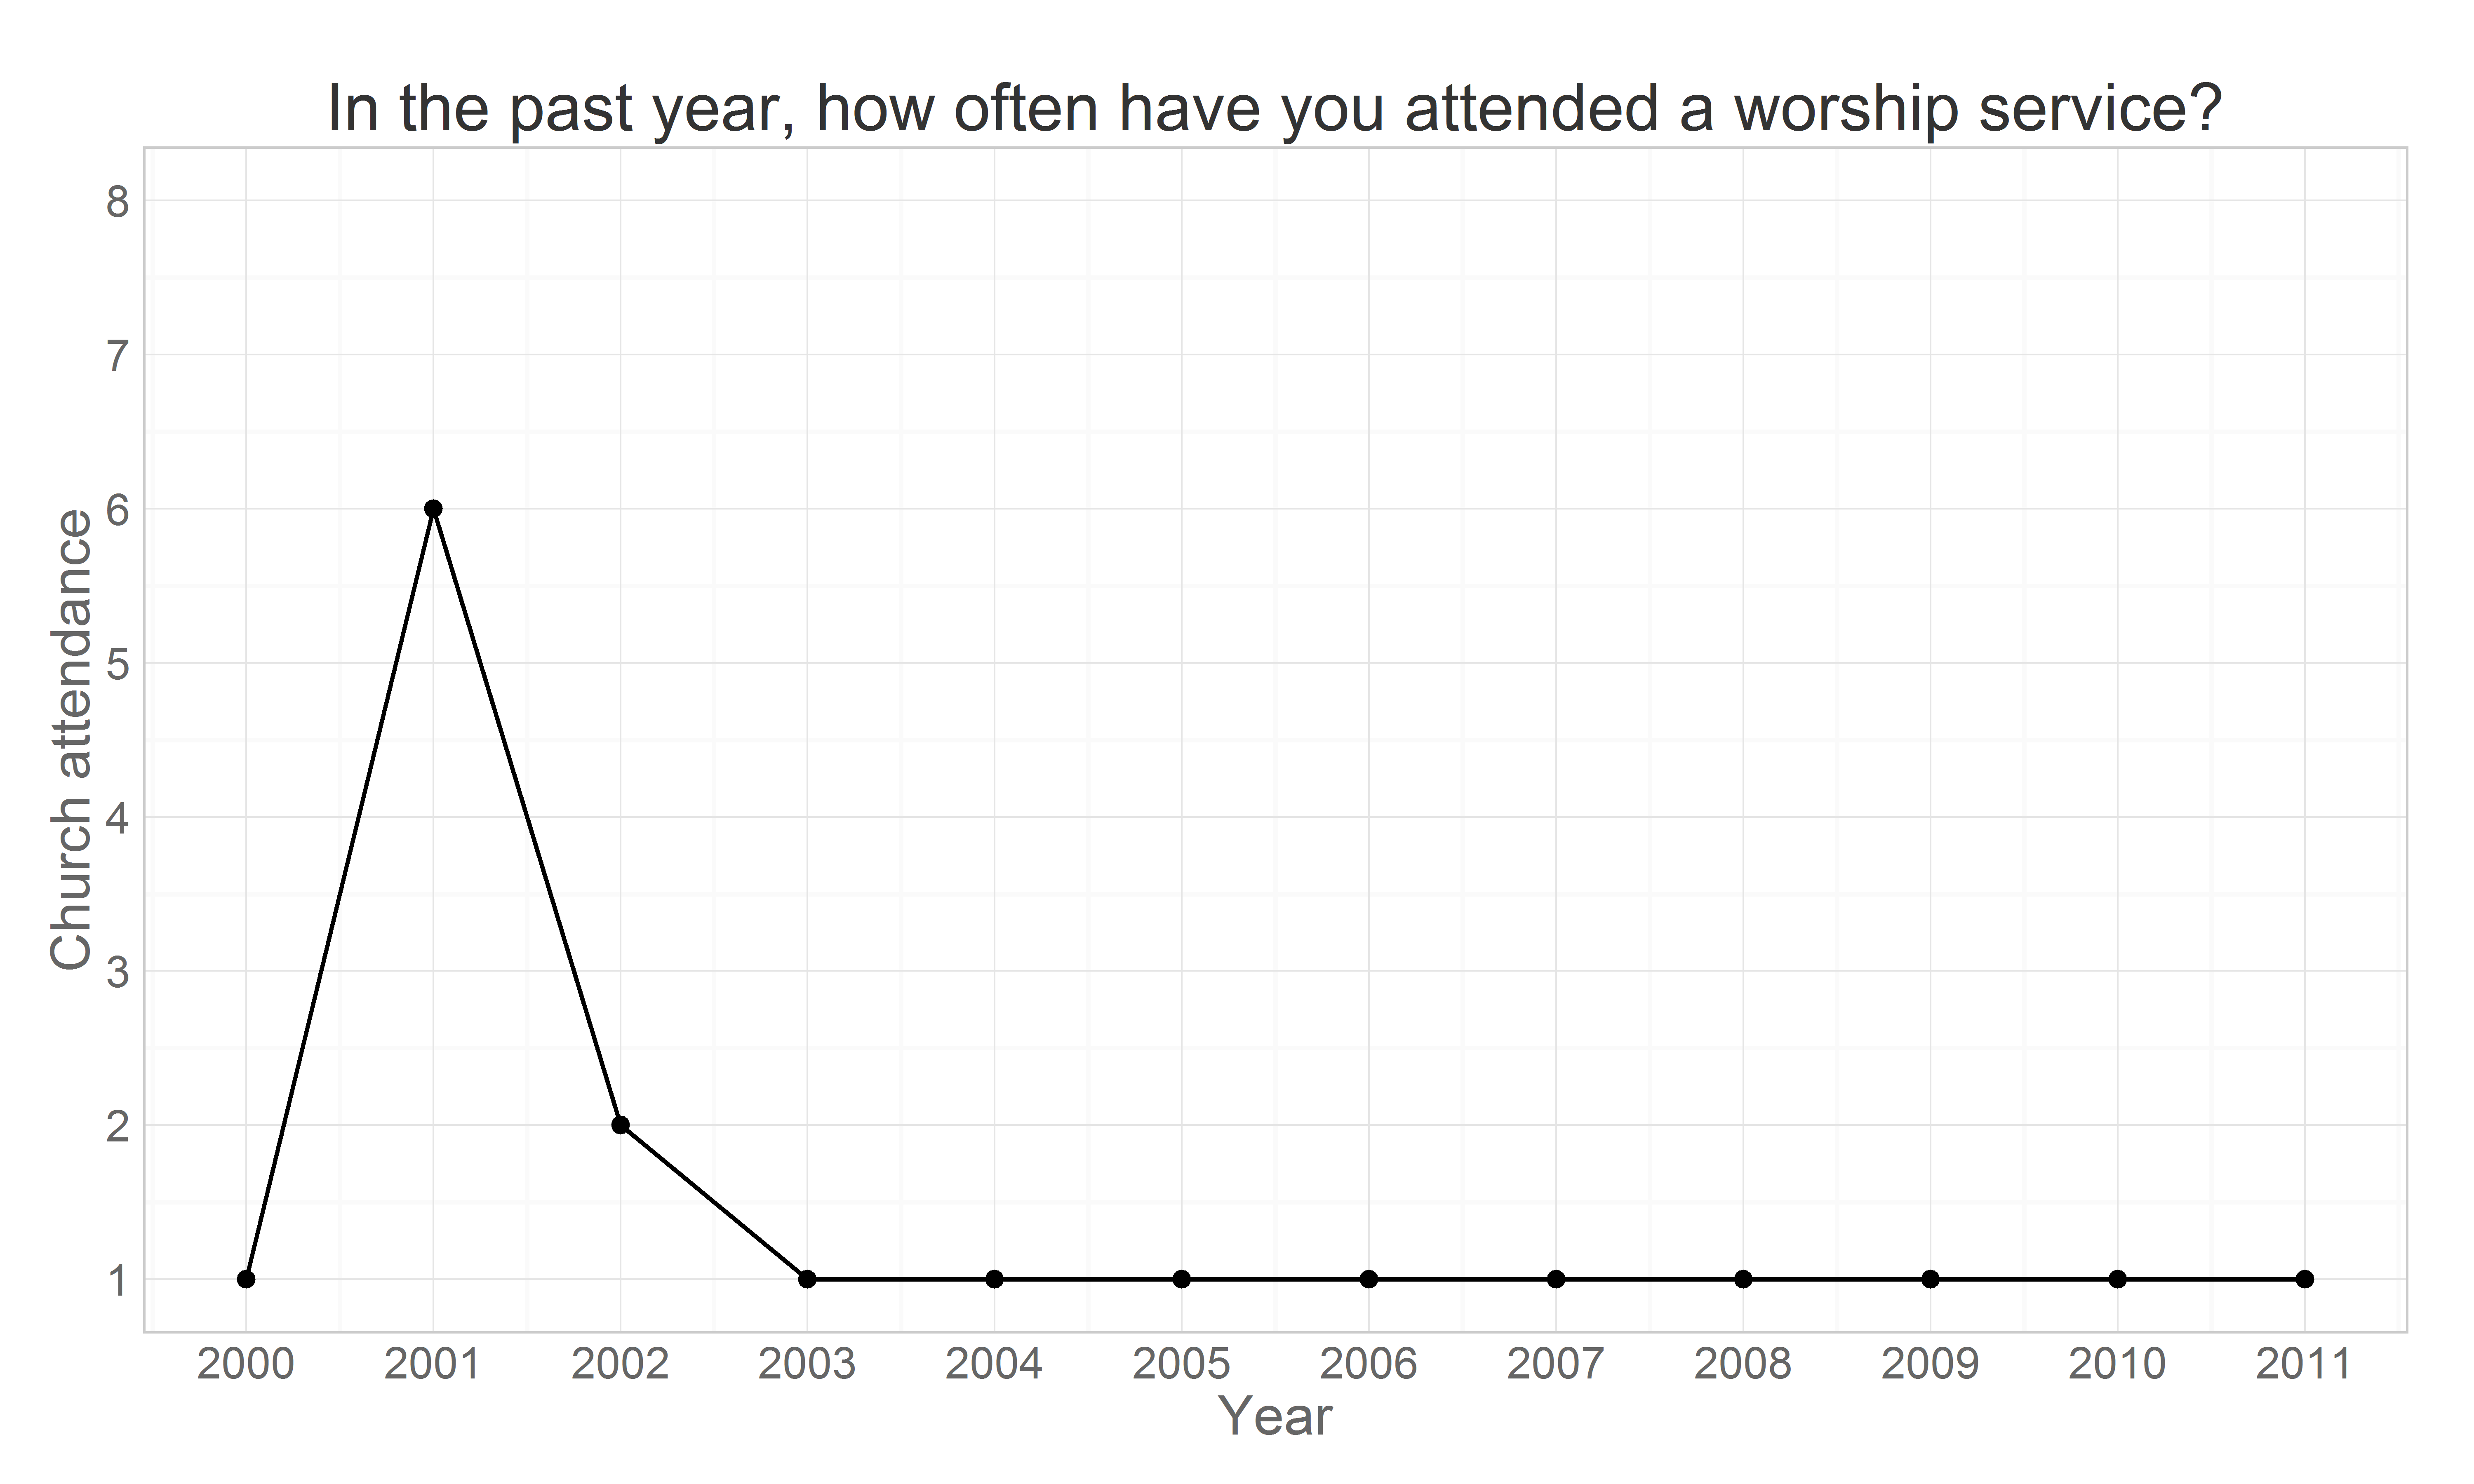 In the past year, how often have you attended a worship service?
Church attendance
8
7
6
5
4
3
2
1
2000 2001 2002 2003 2004 2005 2006 2007 2008 2009 2010 2011
Year